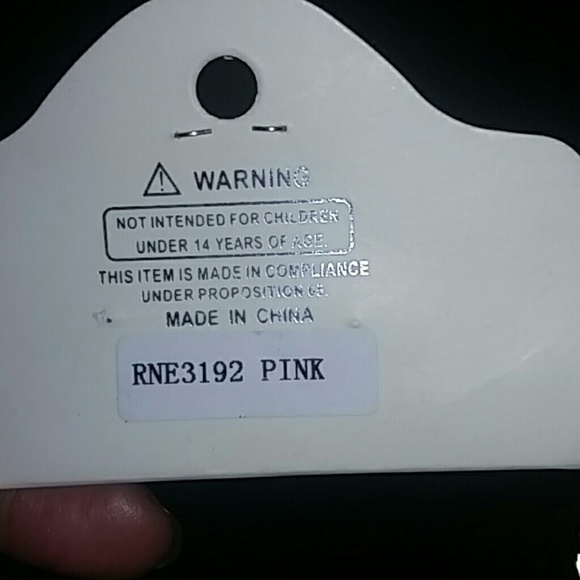 WARNING
NOT INTENDED FOR CHILDREN
UNDER 14 YEARS OF AGE.
THIS ITEM IS MADE IN COMPLIANCE
UNDER PROPOSITION 65.
MADE IN CHINA
RNE3192 PINK